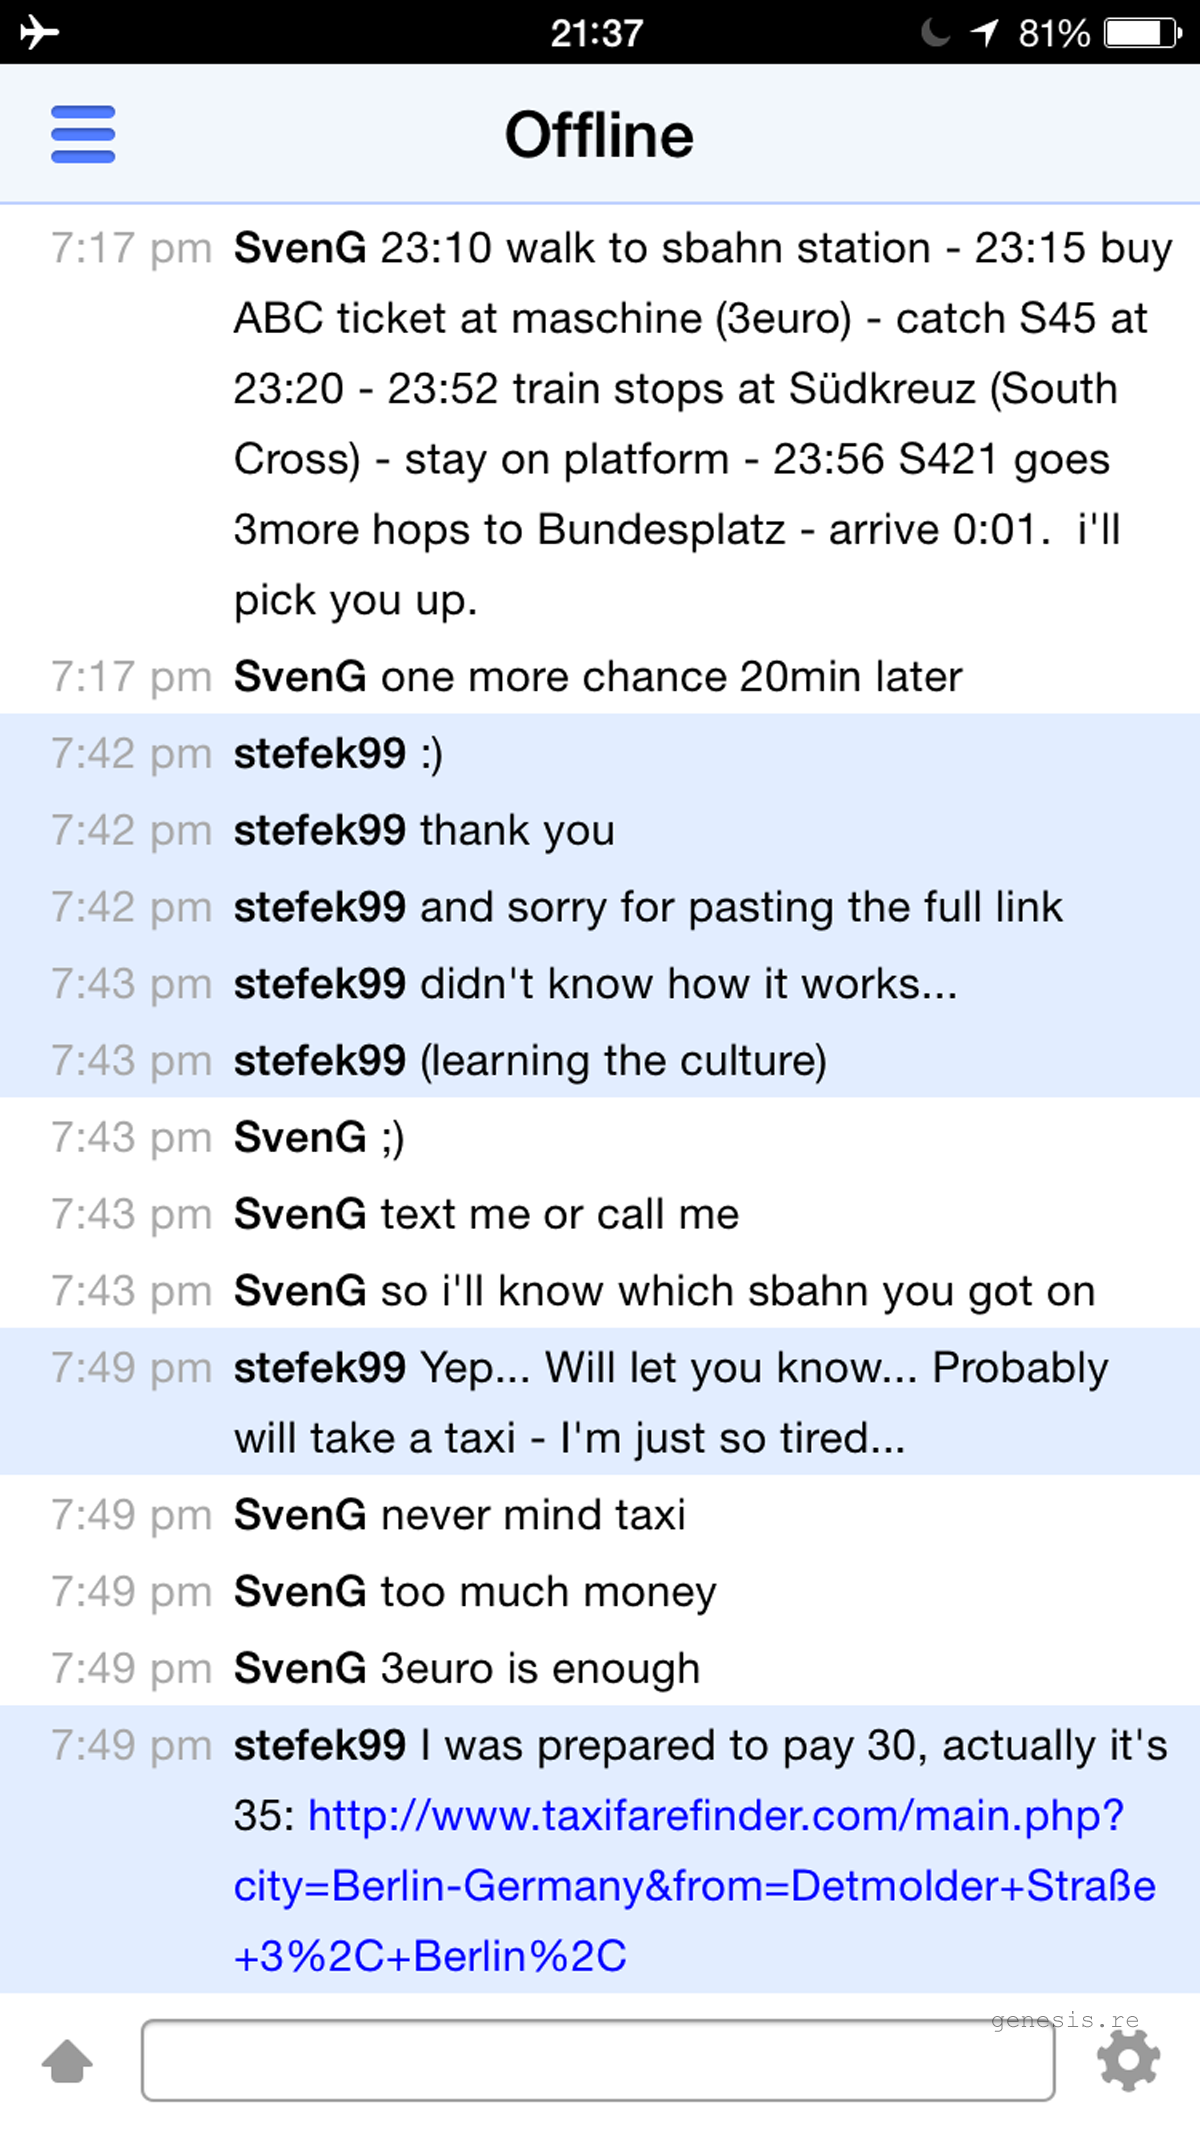 21:37
81%
Offline
7:17 pm SvenG 23:10 walk to sbahn station - 23:15 buy
ABC ticket at maschine (3euro) - catch S45 at
23:20 - 23:52 train stops at Südkreuz (South
Cross) - stay on platform - 23:56 S421 goes
3more hops to Bundesplatz - arrive 0:01.  i'll
pick you up.
7:17 pm SvenG one more chance 20min later
7:42 pm stefek99 :)
7:42 pm stefek99 thank you
7:42 pm stefek99 and sorry for pasting the full link
7:43 pm stefek99 didn't know how it works...
7:43 pm stefek99 (learning the culture)
7:43 pm SvenG ;)
7:43 pm SvenG text me or call me
7:43 pm SvenG so i'll know which sbahn you got on
7:49 pm stefek99 Yep... Will let you know... Probably
will take a taxi - I'm just so tired...
7:49 pm SvenG never mind taxi
7:49 pm SvenG too much money
7:49 pm SvenG 3euro is enough
7:49 pm stefek99 I was prepared to pay 30, actually it's
35: http://www.taxifarefinder.com/main.php?
city=Berlin-Germany&from=Detmolder+Straße
+3%2C+Berlin%2C
genesis.re